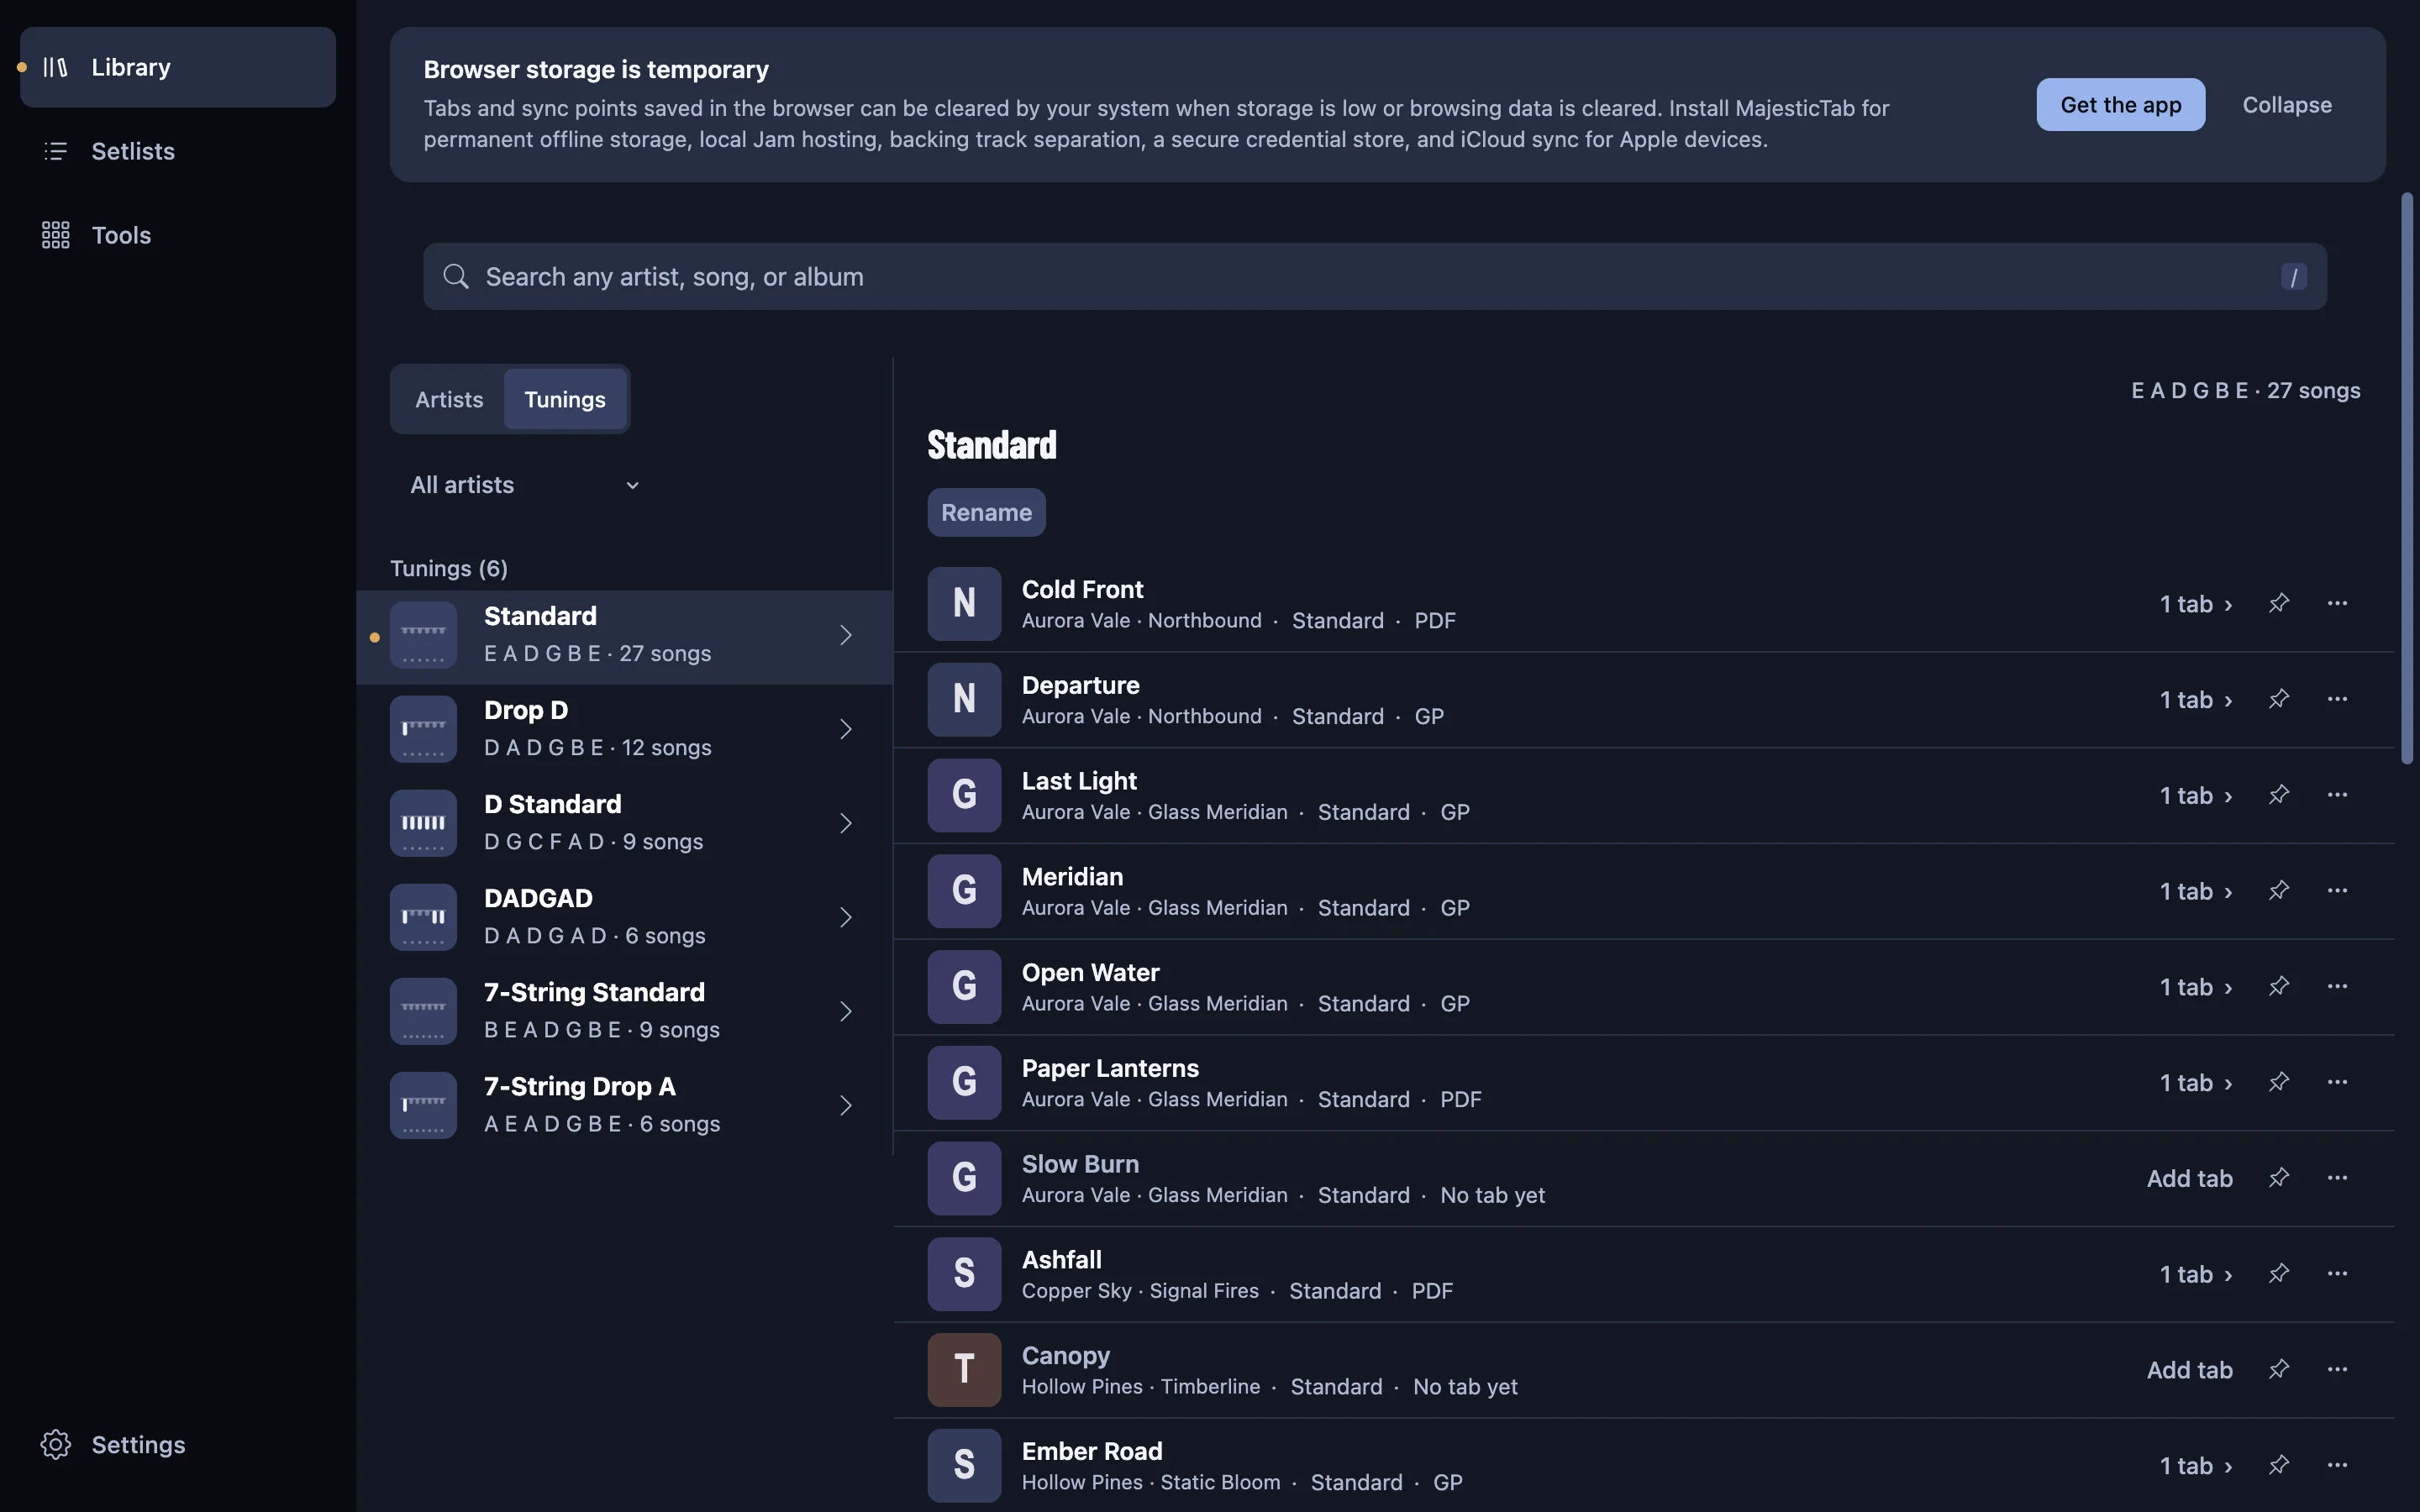 Library
Setlists
Tools
Settings
Browser storage is temporary
Tabs and sync points saved in the browser can be cleared by your system when storage is low or browsing data is cleared. Install MajesticTab for
permanent offline storage, local Jam hosting, backing track separation, a secure credential store, and iCloud sync for Apple devices.
Get the app
Collapse
Search any artist, song, or album
/
Artists
Tunings
All artists
Tunings (6)
Standard
E A D G B E · 27 songs
Drop D
D A D G B E · 12 songs
D Standard
D G C F A D · 9 songs
DADGAD
D A D G A D · 6 songs
7-String Standard
B E A D G B E · 9 songs
7-String Drop A
A E A D G B E · 6 songs
E A D G B E · 27 songs
Standard
Rename
N
Cold Front
Aurora Vale · Northbound · Standard · PDF
1 tab ›
N
Departure
Aurora Vale · Northbound · Standard · GP
1 tab ›
G
Last Light
Aurora Vale · Glass Meridian · Standard · GP
1 tab ›
G
Meridian
Aurora Vale · Glass Meridian · Standard · GP
1 tab ›
G
Open Water
Aurora Vale · Glass Meridian · Standard · GP
1 tab ›
G
Paper Lanterns
Aurora Vale · Glass Meridian · Standard · PDF
1 tab ›
G
Slow Burn
Aurora Vale · Glass Meridian · Standard · No tab yet
Add tab
S
Ashfall
Copper Sky · Signal Fires · Standard · PDF
1 tab ›
T
Canopy
Hollow Pines · Timberline · Standard · No tab yet
Add tab
S
Ember Road
Hollow Pines · Static Bloom · Standard · GP
1 tab ›